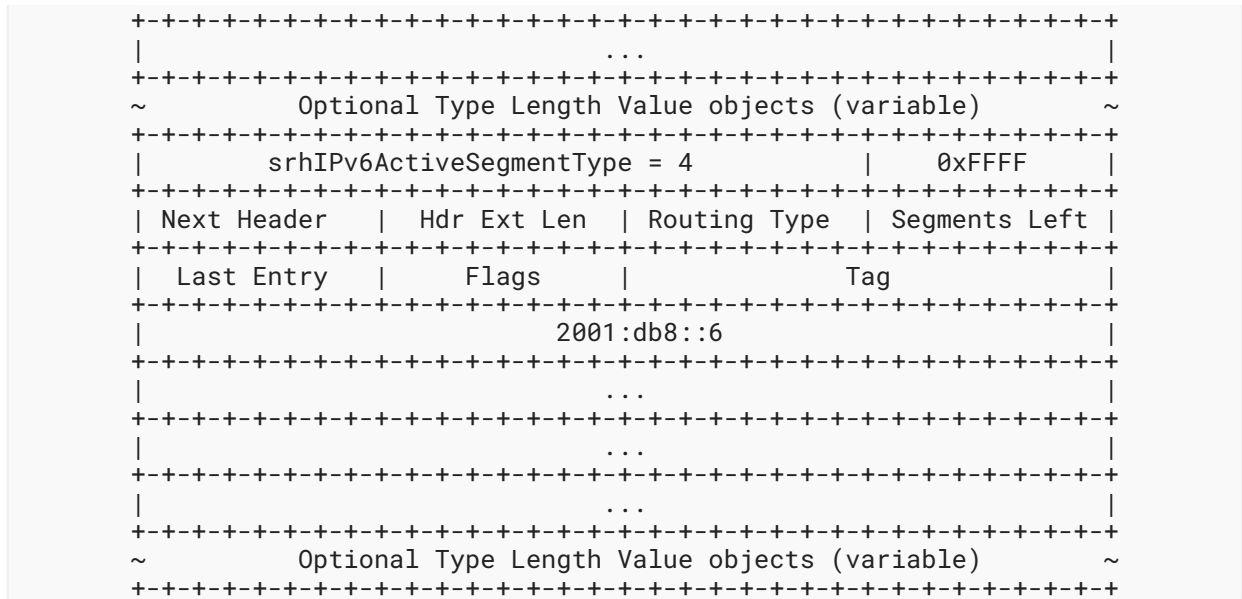 +-+-+-+-+-+-+-+-+-+-+-+-+-+-+-+-+-+-+-+-+-+-+-+-+-+-+-+-+-+-+-+-+
|                              ...                              |
+-+-+-+-+-+-+-+-+-+-+-+-+-+-+-+-+-+-+-+-+-+-+-+-+-+-+-+-+-+-+-+-+
~          Optional Type Length Value objects (variable)        ~
+-+-+-+-+-+-+-+-+-+-+-+-+-+-+-+-+-+-+-+-+-+-+-+-+-+-+-+-+-+-+-+-+
|        srhIPv6ActiveSegmentType = 4           |    0xFFFF     |
+-+-+-+-+-+-+-+-+-+-+-+-+-+-+-+-+-+-+-+-+-+-+-+-+-+-+-+-+-+-+-+-+
| Next Header   |  Hdr Ext Len  | Routing Type  | Segments Left |
+-+-+-+-+-+-+-+-+-+-+-+-+-+-+-+-+-+-+-+-+-+-+-+-+-+-+-+-+-+-+-+-+
|  Last Entry   |     Flags     |              Tag              |
+-+-+-+-+-+-+-+-+-+-+-+-+-+-+-+-+-+-+-+-+-+-+-+-+-+-+-+-+-+-+-+-+
|                           2001:db8::6                         |
+-+-+-+-+-+-+-+-+-+-+-+-+-+-+-+-+-+-+-+-+-+-+-+-+-+-+-+-+-+-+-+-+
|                              ...                              |
+-+-+-+-+-+-+-+-+-+-+-+-+-+-+-+-+-+-+-+-+-+-+-+-+-+-+-+-+-+-+-+-+
|                              ...                              |
+-+-+-+-+-+-+-+-+-+-+-+-+-+-+-+-+-+-+-+-+-+-+-+-+-+-+-+-+-+-+-+-+
|                              ...                              |
+-+-+-+-+-+-+-+-+-+-+-+-+-+-+-+-+-+-+-+-+-+-+-+-+-+-+-+-+-+-+-+-+
~          Optional Type Length Value objects (variable)        ~
+-+-+-+-+-+-+-+-+-+-+-+-+-+-+-+-+-+-+-+-+-+-+-+-+-+-+-+-+-+-+-+-+